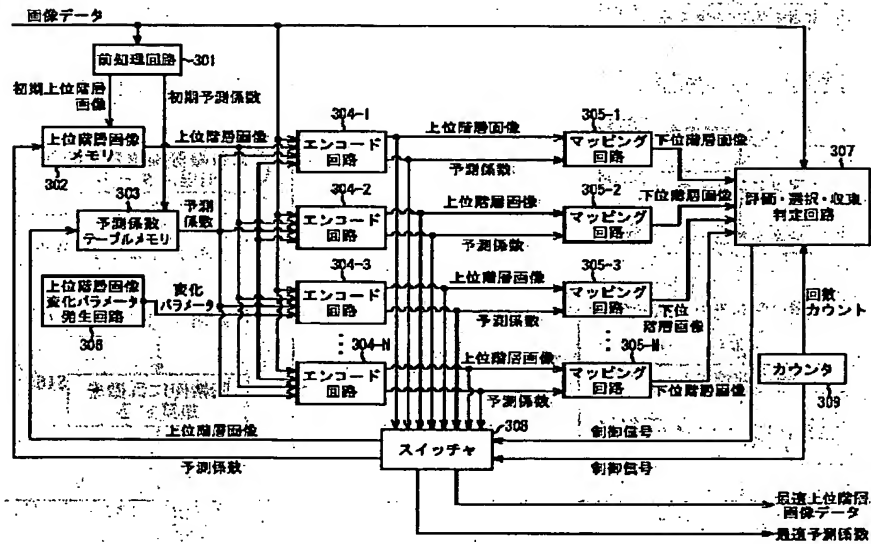 画像データ
前処理回路
301
初期上位階層
画像
初期予測係数
上位階層画像
メモリ
302
上位階層画像
303
予測係数
テーブルメモリ
予測
係数
上位階層画像
変化パラメータ
発生回路
306
変化
パラメータ
304-1
エンコード
回路
上位階層画像
予測係数
305-1
マッピング
回路
下位階層画像
304-2
エンコード
回路
上位階層画像
予測係数
305-2
マッピング
回路
下位階層画像
304-3
エンコード
回路
上位階層画像
予測係数
305-3
マッピング
回路
下位
階層画像
304-N
エンコード
回路
上位階層画像
予測係数
305-N
マッピング
回路
下位階層画像
307
評価・選択・収束
判定回路
回数
カウント
カウンタ
309
上位階層画像
予測係数
308
スイッチャ
制御信号
制御信号
最適上位階層
画像データ
最適予測係数